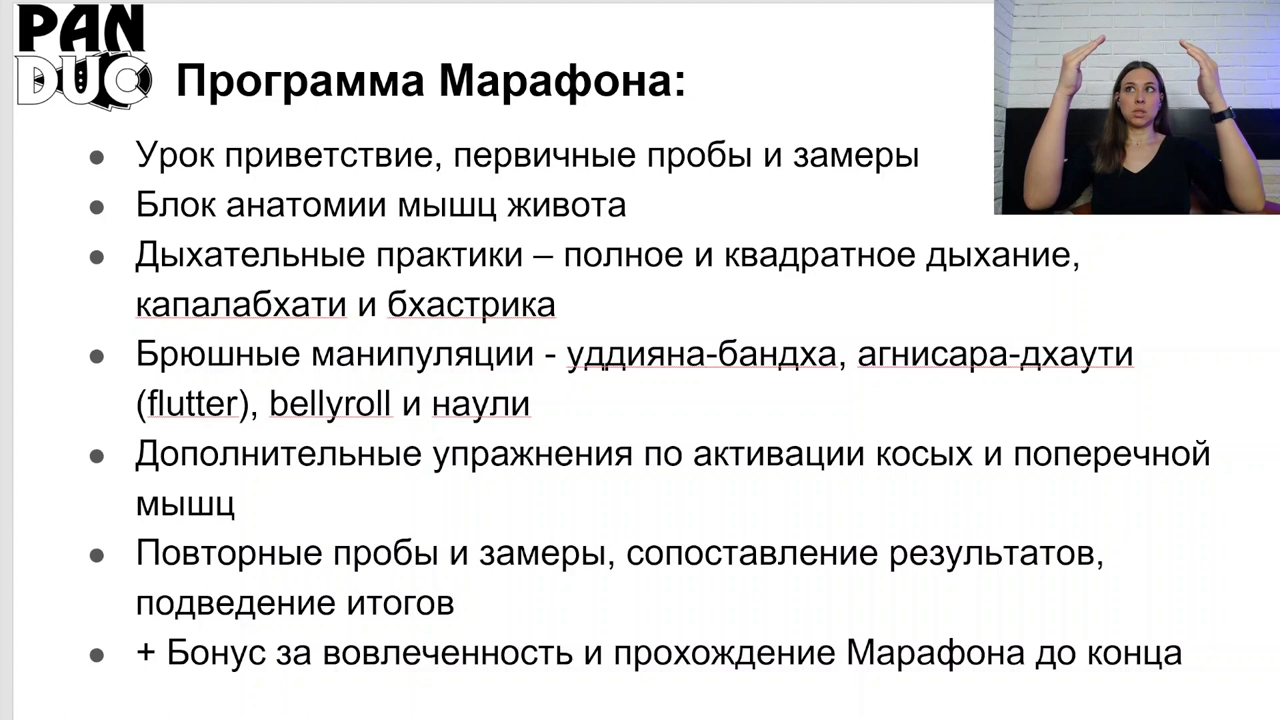 PAN
DUC
Программа Марафона:
● Урок приветствие, первичные пробы и замеры
● Блок анатомии мышц живота
● Дыхательные практики – полное и квадратное дыхание,
капалабхати и бхастрика
● Брюшные манипуляции - уддияна-бандха, агнисара-дхаути
(flutter), bellyroll и наули
● Дополнительные упражнения по активации косых и поперечной
мышц
● Повторные пробы и замеры, сопоставление результатов,
подведение итогов
● + Бонус за вовлеченность и прохождение Марафона до конца